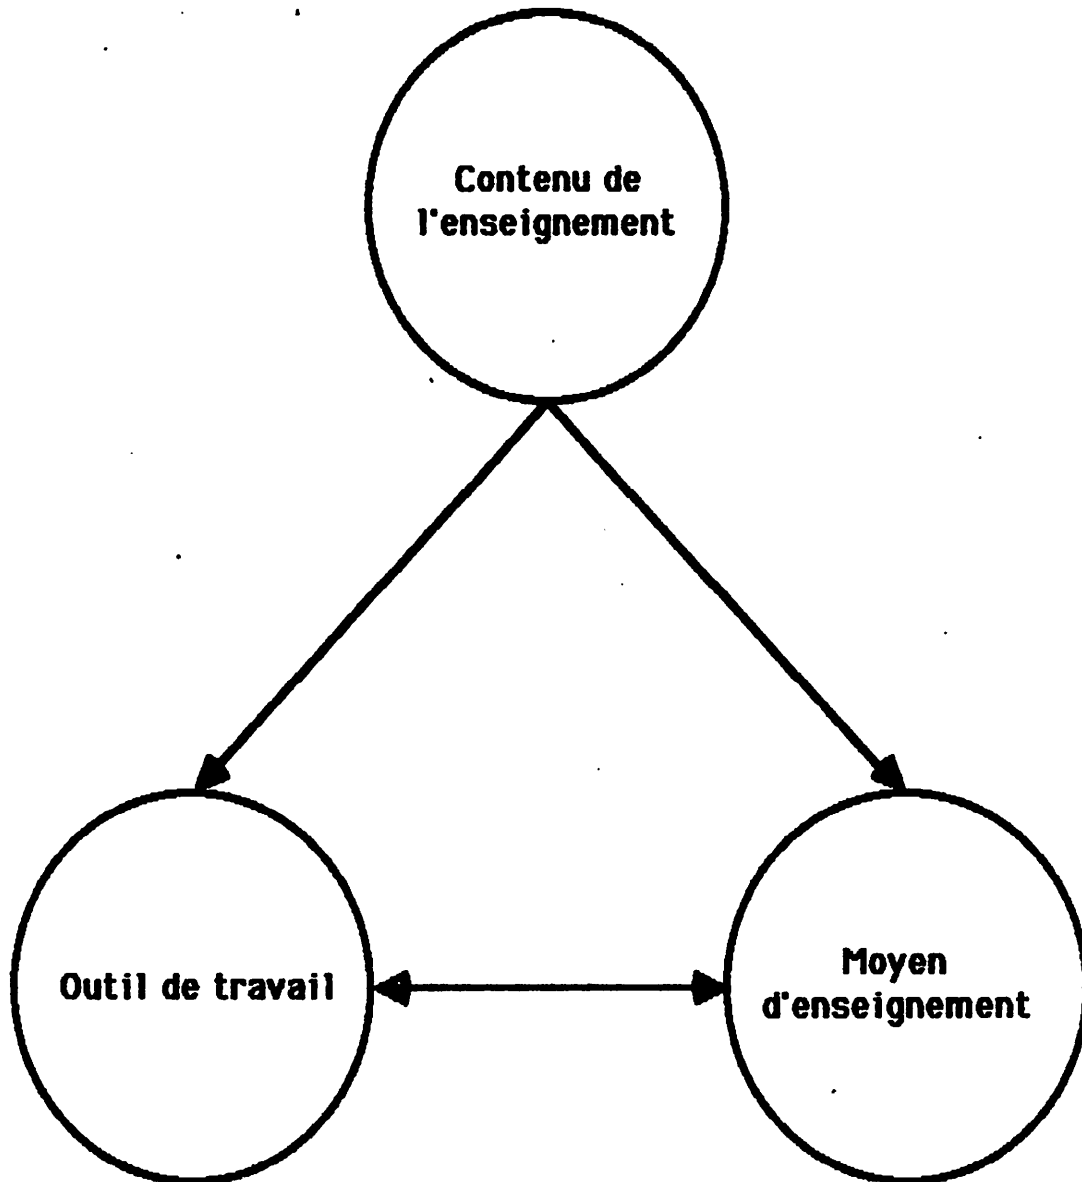 Contenu de
l'enseignement
Outil de travail
Moyen
d'enseignement